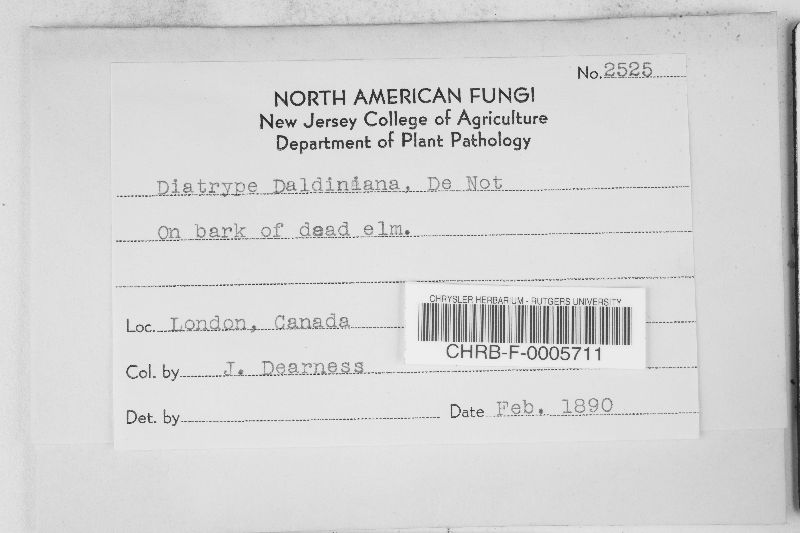 No. 2525
NORTH AMERICAN FUNGI
New Jersey College of Agriculture
Department of Plant Pathology
Diatrype Daldiniana, De Not
On bark of dead elm.
CHRYSLER HERBARIUM - RUTGERS UNIVERSITY
Loc. London, Canada
CHRB-F-0005711
Col. by J. Dearness
Det. by
Date Feb. 1890